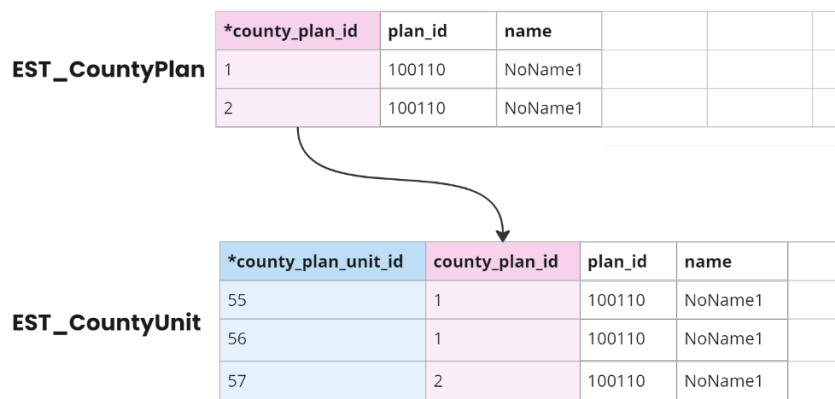 *county_plan_id plan_id name
EST_CountyPlan
1 100110 NoName1
2 100110 NoName1
*county_plan_unit_id county_plan_id plan_id name
55 1 100110 NoName1
EST_CountyUnit
56 1 100110 NoName1
57 2 100110 NoName1